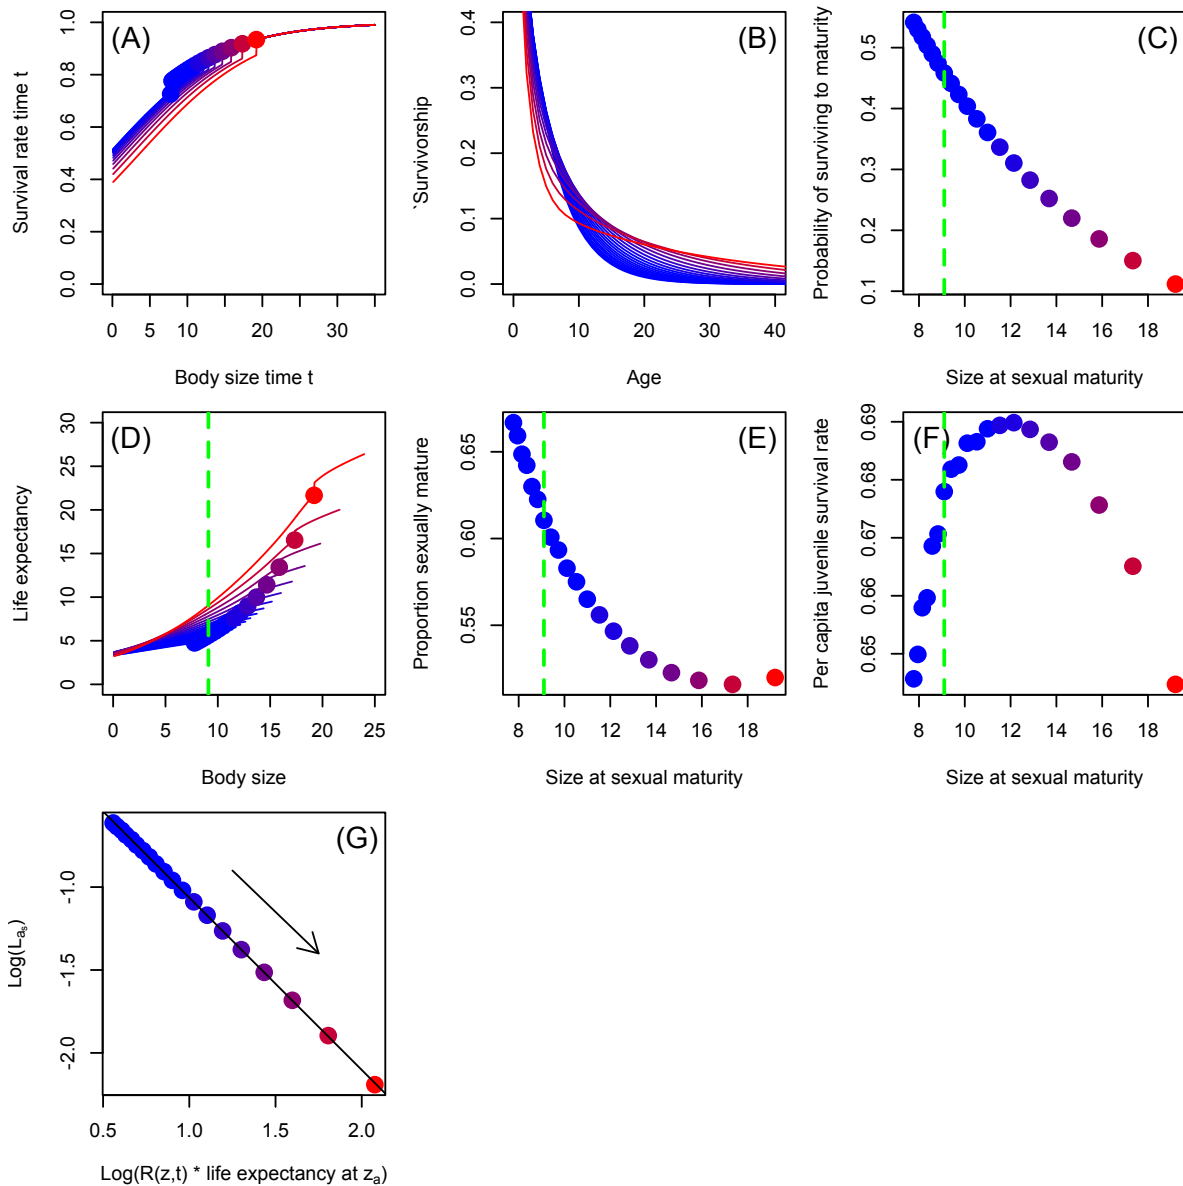 (A)
Survival rate time t
0.0 0.2 0.4 0.6 0.8 1.0
0 5 10 15 20 30
Body size time t
(B)
`Survivorship
0.0 0.1 0.2 0.3 0.4
0 10 20 30 40
Age
(C)
Probability of surviving to maturity
0.1 0.2 0.3 0.4 0.5
8 10 12 14 16 18
Size at sexual maturity
(D)
Life expectancy
0 5 10 15 20 25 30
0 5 10 15 20 25
Body size
(E)
Proportion sexually mature
0.55 0.60 0.65
8 10 12 14 16 18
Size at sexual maturity
(F)
Per capita juvenile survival rate
0.65 0.66 0.67 0.68 0.69
8 10 12 14 16 18
Size at sexual maturity
(G)
Log(L_{a_s})
-2.0 -1.5 -1.0
0.5 1.0 1.5 2.0
Log(R(z,t) * life expectancy at z_a)